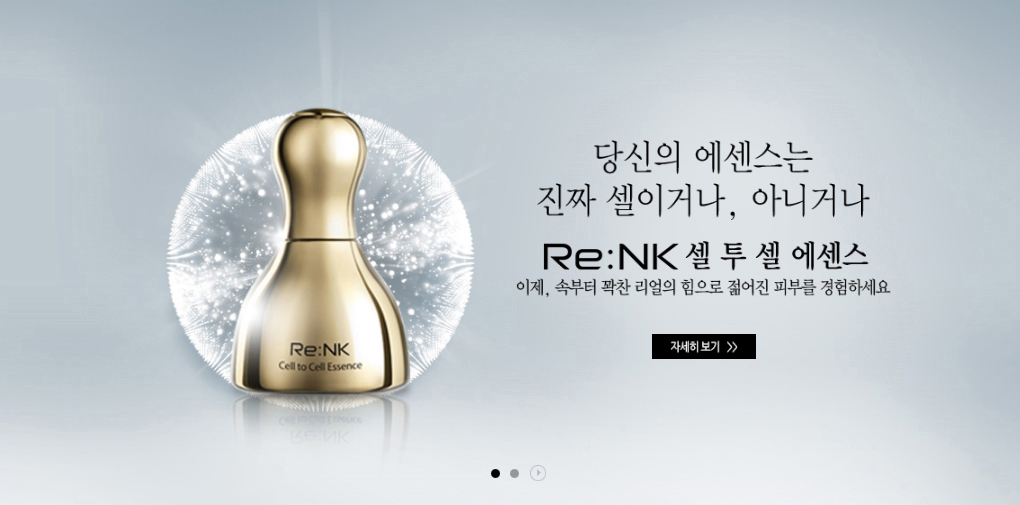 당신의 에센스는
진짜 셀이거나, 아니거나
Re:NK 셀 투 셀 에센스
이제, 속부터 꽉찬 리얼의 힘으로 젊어진 피부를 경험하세요
자세히 보기 >>
Re:NK
Cell to Cell Essence